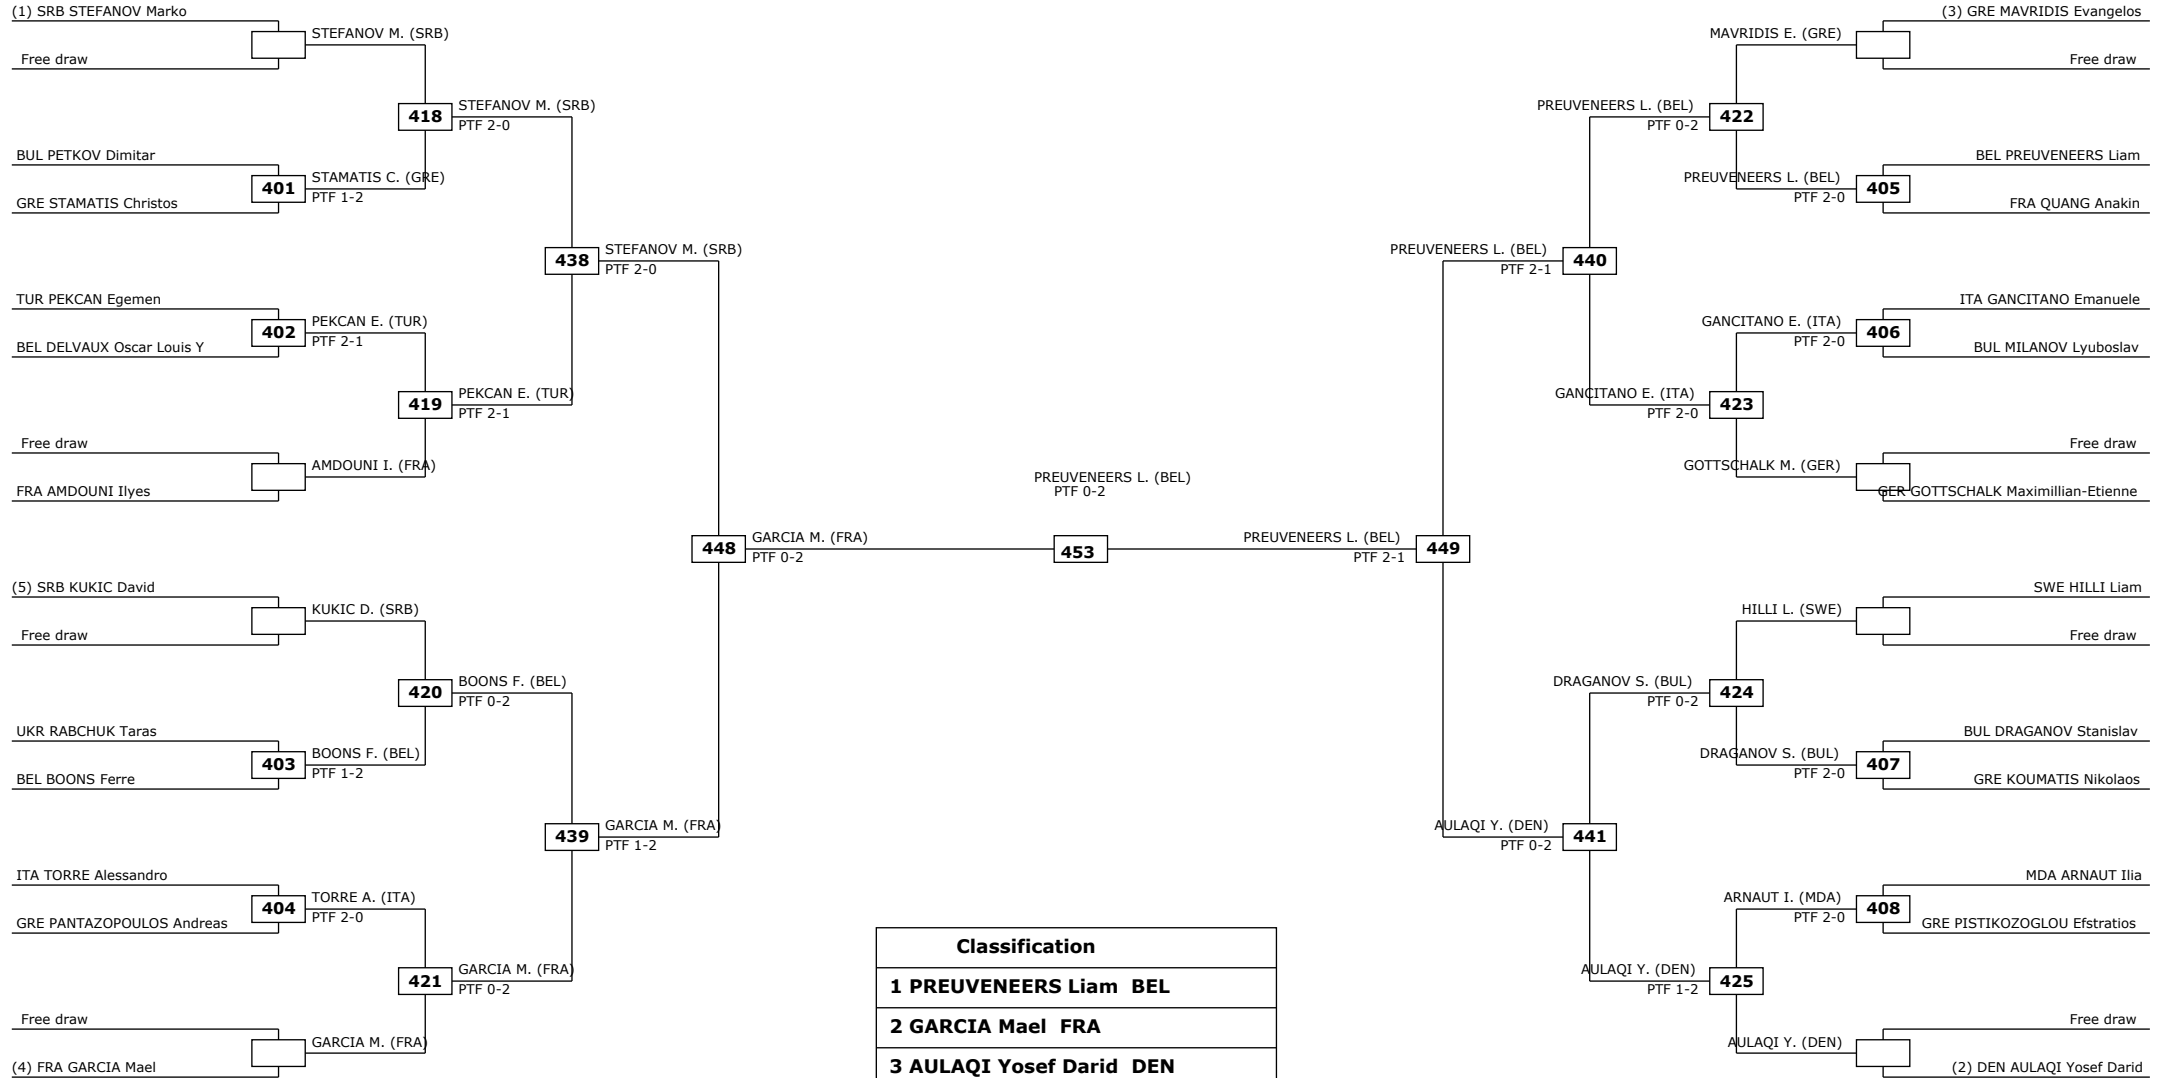 (1) SRB STEFANOV Marko
STEFANOV M. (SRB)
Free draw
418
STEFANOV M. (SRB)
PTF 2-0
BUL PETKOV Dimitar
401
STAMATIS C. (GRE)
PTF 1-2
GRE STAMATIS Christos
438
STEFANOV M. (SRB)
PTF 2-0
TUR PEKCAN Egemen
402
PEKCAN E. (TUR)
PTF 2-1
BEL DELVAUX Oscar Louis Y
419
PEKCAN E. (TUR)
PTF 2-1
Free draw
AMDOUNI I. (FRA)
FRA AMDOUNI Ilyes
448
GARCIA M. (FRA)
PTF 0-2
(5) SRB KUKIC David
KUKIC D. (SRB)
Free draw
420
BOONS F. (BEL)
PTF 0-2
UKR RABCHUK Taras
403
BOONS F. (BEL)
PTF 1-2
BEL BOONS Ferre
439
GARCIA M. (FRA)
PTF 1-2
ITA TORRE Alessandro
404
TORRE A. (ITA)
PTF 2-0
GRE PANTAZOPOULOS Andreas
421
GARCIA M. (FRA)
PTF 0-2
Free draw
GARCIA M. (FRA)
(4) FRA GARCIA Mael
PREUVENEERS L. (BEL)
PTF 0-2
453
(3) GRE MAVRIDIS Evangelos
MAVRIDIS E. (GRE)
Free draw
PREUVENEERS L. (BEL)
PTF 0-2
422
BEL PREUVENEERS Liam
PREUVENEERS L. (BEL)
PTF 2-0
405
FRA QUANG Anakin
PREUVENEERS L. (BEL)
PTF 2-1
440
ITA GANCITANO Emanuele
GANCITANO E. (ITA)
PTF 2-0
406
BUL MILANOV Lyuboslav
GANCITANO E. (ITA)
PTF 2-0
423
Free draw
GOTTSCHALK M. (GER)
GER GOTTSCHALK Maximillian-Etienne
PREUVENEERS L. (BEL)
PTF 2-1
449
SWE HILLI Liam
HILLI L. (SWE)
Free draw
DRAGANOV S. (BUL)
PTF 0-2
424
BUL DRAGANOV Stanislav
DRAGANOV S. (BUL)
PTF 2-0
407
GRE KOUMATIS Nikolaos
AULAQI Y. (DEN)
PTF 0-2
441
MDA ARNAUT Ilia
ARNAUT I. (MDA)
PTF 2-0
408
GRE PISTIKOZOGLOU Efstratios
AULAQI Y. (DEN)
PTF 1-2
425
Free draw
AULAQI Y. (DEN)
(2) DEN AULAQI Yosef Darid
Classification
1 PREUVENEERS Liam BEL
2 GARCIA Mael FRA
3 AULAQI Yosef Darid DEN